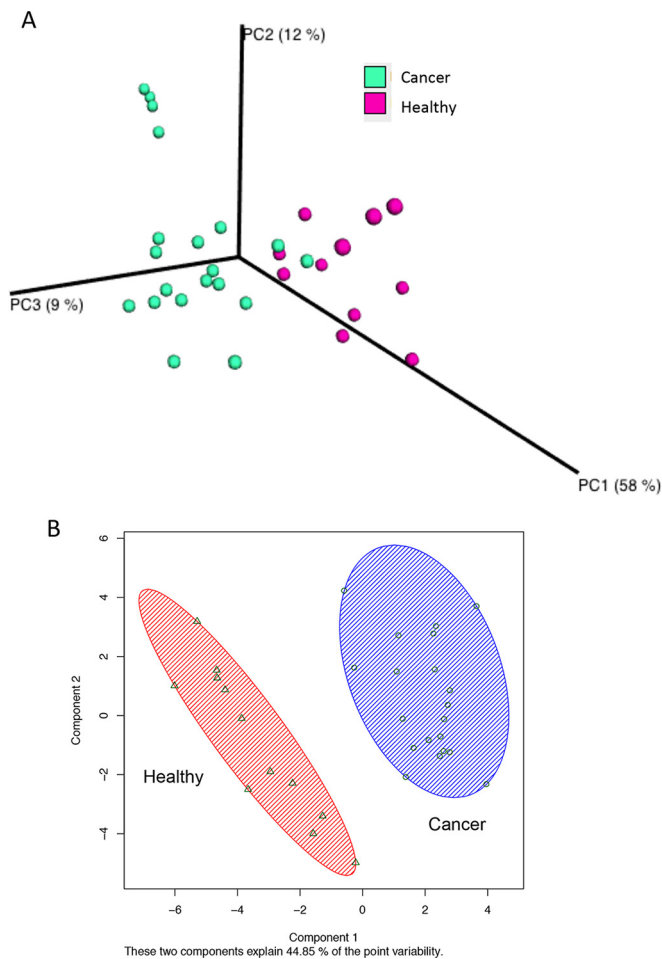 A
PC2 (12 %)
Cancer
Healthy
PC3 (9 %)
PC1 (58 %)
B
6
4
2
0
−2
−4
Component 2
Healthy
Cancer
−6 −4 −2 0 2 4
Component 1
These two components explain 44.85 % of the point variability.